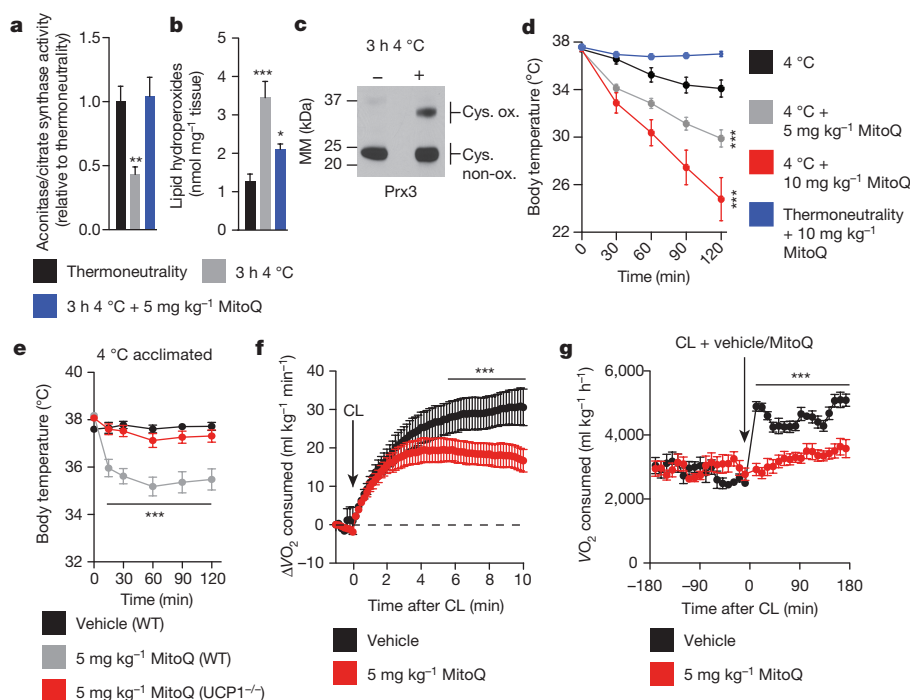 a
Aconitase/citrate synthase activity
(relative to thermoneutrality)
1.5
1.0
0.5
0.0
**
b
Lipid hydroperoxides
(nmol mg⁻¹ tissue)
5
4
3
2
1
0
***
*
Thermoneutrality
3 h 4 °C
3 h 4 °C + 5 mg kg⁻¹ MitoQ
c
3 h 4 °C
– +
MM (kDa)
37
25
20
Cys. ox.
Cys.
non-ox.
Prx3
d
Body temperature (°C)
38
34
30
26
22
0 30 60 90 120
Time (min)
***
***
4 °C
4 °C +
5 mg kg⁻¹ MitoQ
4 °C +
10 mg kg⁻¹ MitoQ
Thermoneutrality
+ 10 mg kg⁻¹
MitoQ
e
4 °C acclimated
Body temperature (°C)
40
38
36
34
32
***
0 30 60 90 120
Time (min)
Vehicle (WT)
5 mg kg⁻¹ MitoQ (WT)
5 mg kg⁻¹ MitoQ (UCP1⁻/⁻)
f
ΔVO₂ consumed (ml kg⁻¹ min⁻¹)
40
30
20
10
0
–10
CL
***
0 2 4 6 8 10
Time after CL (min)
Vehicle
5 mg kg⁻¹ MitoQ
g
CL + vehicle/MitoQ
VO₂ consumed (ml kg⁻¹ h⁻¹)
6,000
4,000
2,000
0
***
–180 –90 0 90 180
Time after CL (min)
Vehicle
5 mg kg⁻¹ MitoQ